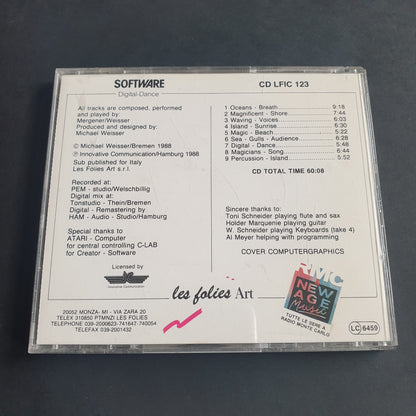 SOFTWARE
Digital-Dance
CD LFIC 123
All tracks are composed, performed
and played by:
Mergener/Weisser
Produced and designed by:
Michael Weisser
© Michael Weisser/Bremen 1988
Ⓟ Innovative Communication/Hamburg 1988
Sub published for Italy
Les Folies Art s.r.l.
Recorded at:
PEM - studio/Welschbillig
Digital mix at:
Tonstudio - Thein/Bremen
Digital - Remastering by
HAM - Audio - Studio/Hamburg
Special thanks to
ATARI - Computer
for central controlling C-LAB
for Creator - Software
Licensed by
Innovative Communication
1 Oceans - Breath 9:18
2 Magnificent - Shore 7:44
3 Waving - Voices 6:03
4 Island - Sunrise 6:30
5 Magic - Beach 5:22
6 Sea - Gulls - Audience 6:28
7 Digital - Dance 5:48
8 Magicians - Song 6:44
9 Percussion - Island 5:52
CD TOTAL TIME 60:08
Sincere thanks to:
Toni Schneider playing flute and sax
Holder Marquenie playing guitar
W. Schneider playing Keyboards (take 4)
Al Meyer helping with programming
COVER COMPUTERGRAPHICS
les folies Art
20052 MONZA- MI - VIA ZARA 20
TELEX 310850 PTMNZI LES FOLIES
TELEPHONE 039-2000623-741647-740054
TELEFAX 039-2001432
RMC
NEW
AGE
Music
TUTTE LE SERE A
RADIO MONTE CARLO
LC 6459